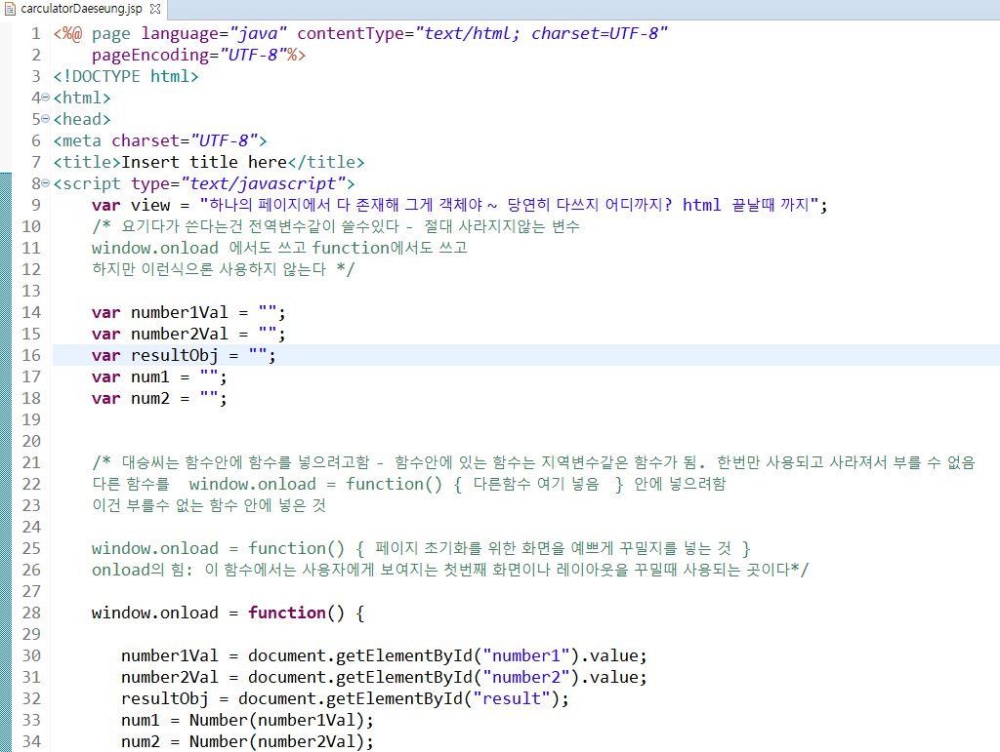 carculatorDaeseung.jsp
1 <%@ page language="java" contentType="text/html; charset=UTF-8"
2 pageEncoding="UTF-8"%>
3 <!DOCTYPE html>
4 <html>
5 <head>
6 <meta charset="UTF-8">
7 <title>Insert title here</title>
8 <script type="text/javascript">
9 var view = "하나의 페이지에서 다 존재해 그게 객체야 ~ 당연히 다쓰지 어디까지? html 끝날때 까지";
10 /* 요기다가 쓴다는건 전역변수같이 쓸수있다 - 절대 사라지지않는 변수
11 window.onload 에서도 쓰고 function에서도 쓰고
12 하지만 이런식으론 사용하지 않는다 */
13
14 var number1Val = "";
15 var number2Val = "";
16 var resultObj = "";
17 var num1 = "";
18 var num2 = "";
19
20
21 /* 대승씨는 함수안에 함수를 넣으려고함 - 함수안에 있는 함수는 지역변수같은 함수가 됨. 한번만 사용되고 사라져서 부를 수 없음
22 다른 함수를  window.onload = function() { 다른함수 여기 넣음  } 안에 넣으려함
23 이건 부를수 없는 함수 안에 넣은 것
24
25 window.onload = function() { 페이지 초기화를 위한 화면을 예쁘게 꾸밀지를 넣는 것 }
26 onload의 힘: 이 함수에서는 사용자에게 보여지는 첫번째 화면이나 레이아웃을 꾸밀때 사용되는 곳이다*/
27
28 window.onload = function() {
29
30 number1Val = document.getElementById("number1").value;
31 number2Val = document.getElementById("number2").value;
32 resultObj = document.getElementById("result");
33 num1 = Number(number1Val);
34 num2 = Number(number2Val);